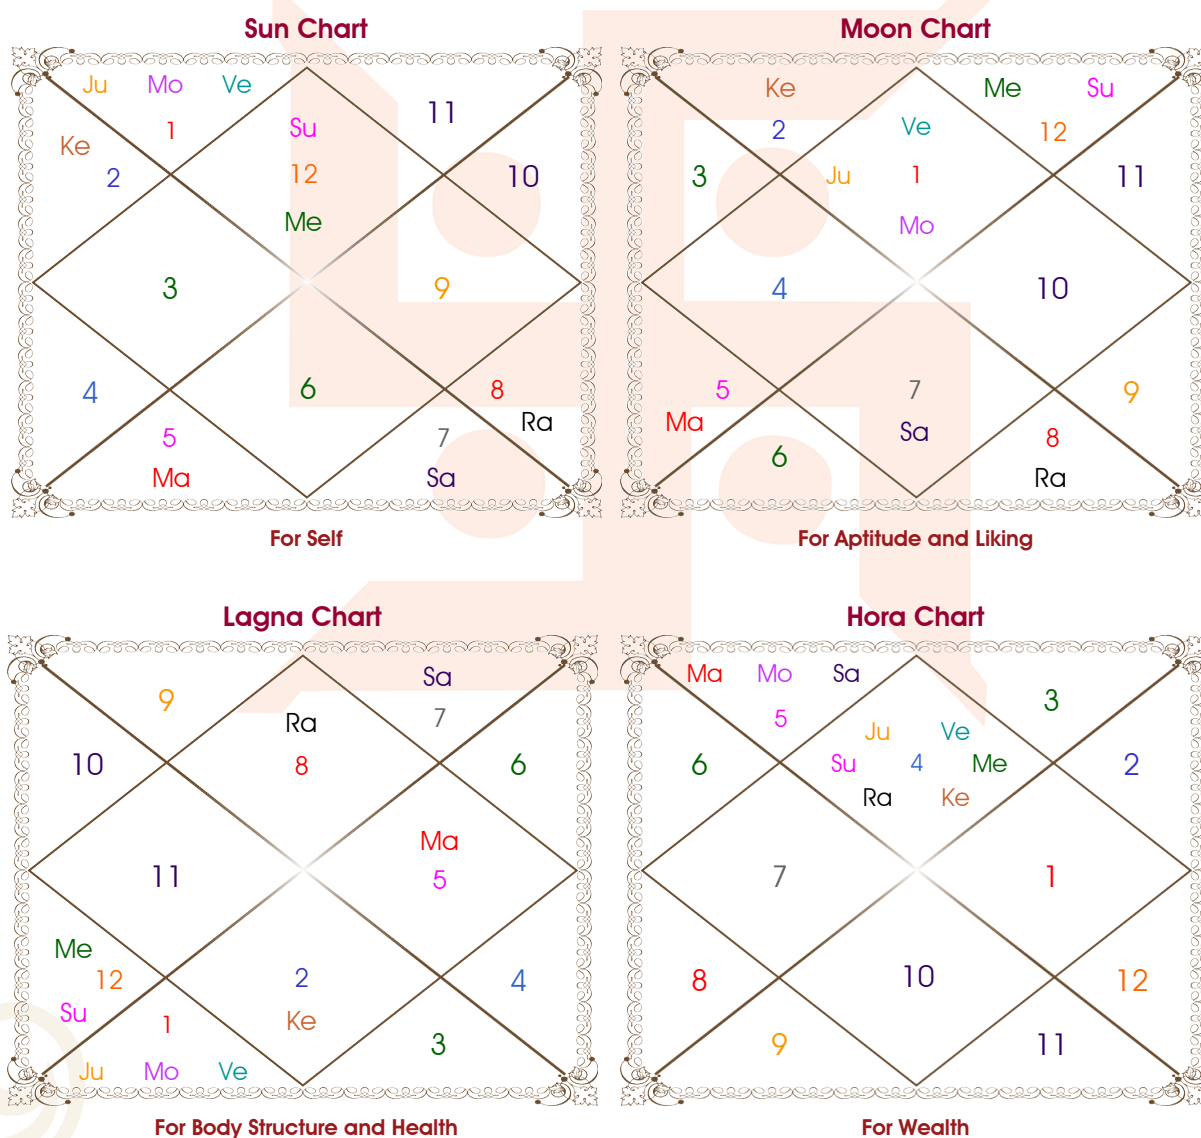 Sun Chart
Ju Mo Ve
1
Ke
2
Su
12
Me
11
10
3
9
4
5
Ma
6
8
Ra
7
Sa
For Self
Moon Chart
Ke
2
3
Ve
Ju 1
Mo
Me Su
12
11
4
10
5
Ma
6
7
Sa
9
8
Ra
For Aptitude and Liking
Lagna Chart
9
10
Ra
8
Sa
7
6
11
Ma
5
Me
12
Su
1
Ju Mo Ve
2
Ke
4
3
For Body Structure and Health
Hora Chart
Ma Mo Sa
5
6
Ju Ve
Su 4 Me
Ra Ke
3
2
7
1
8
9
10
12
11
For Wealth